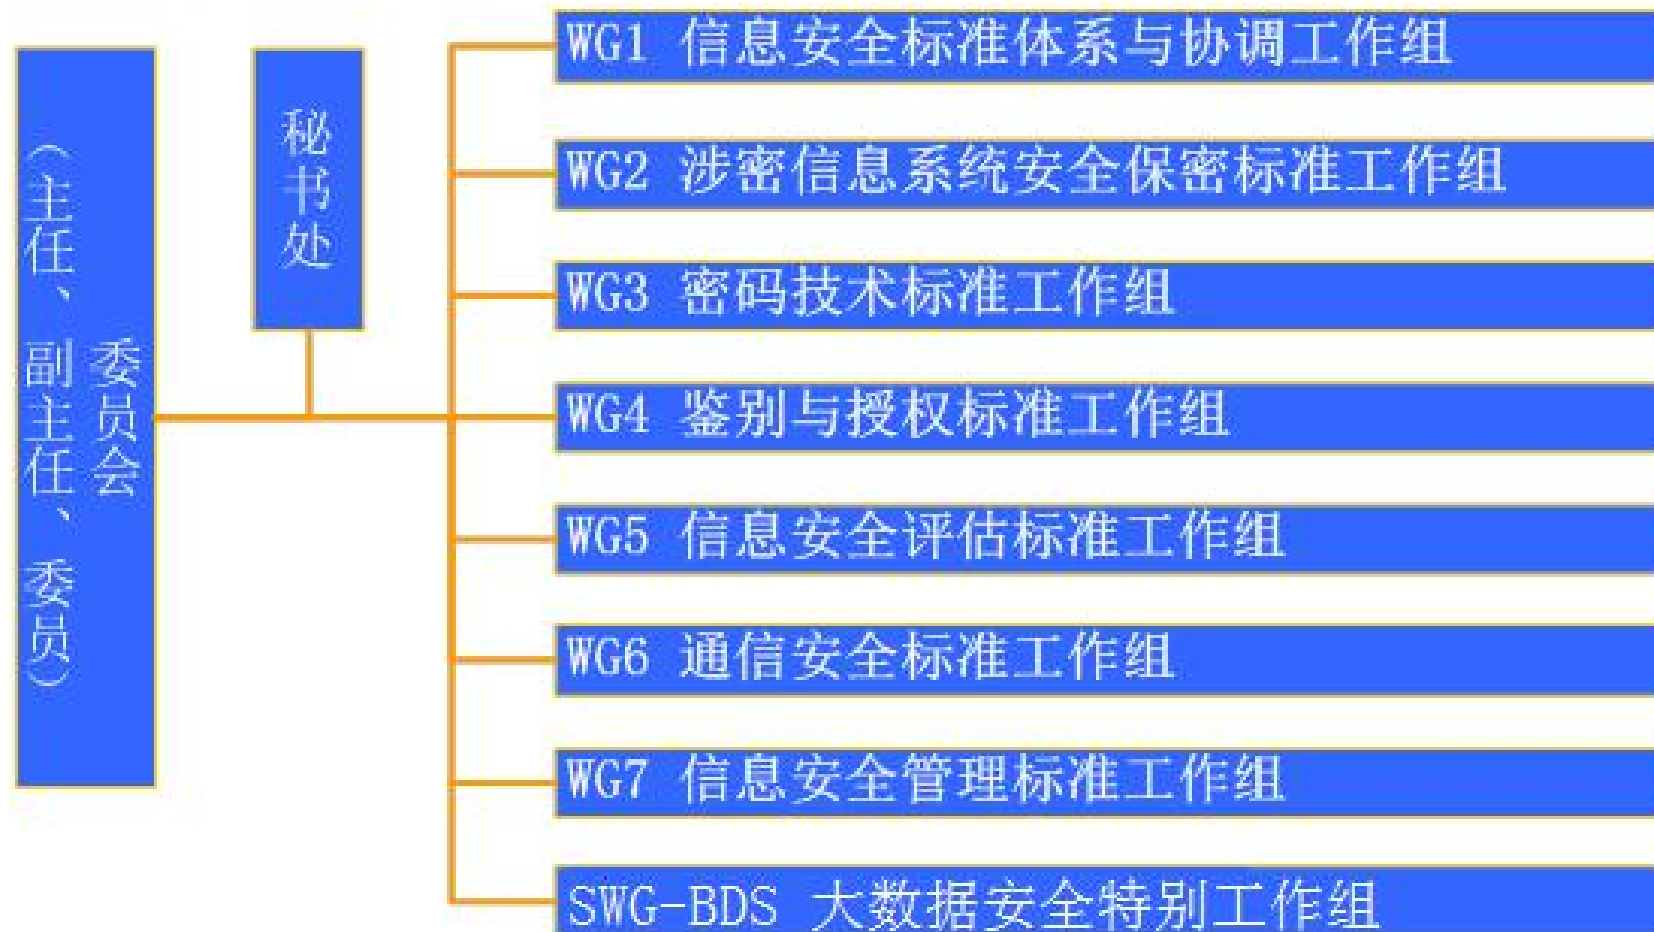 委员会
（主任、副主任、委员）
秘书处
WG1 信息安全标准体系与协调工作组
WG2 涉密信息系统安全保密标准工作组
WG3 密码技术标准工作组
WG4 鉴别与授权标准工作组
WG5 信息安全评估标准工作组
WG6 通信安全标准工作组
WG7 信息安全管理标准工作组
SWG-BDS 大数据安全特别工作组